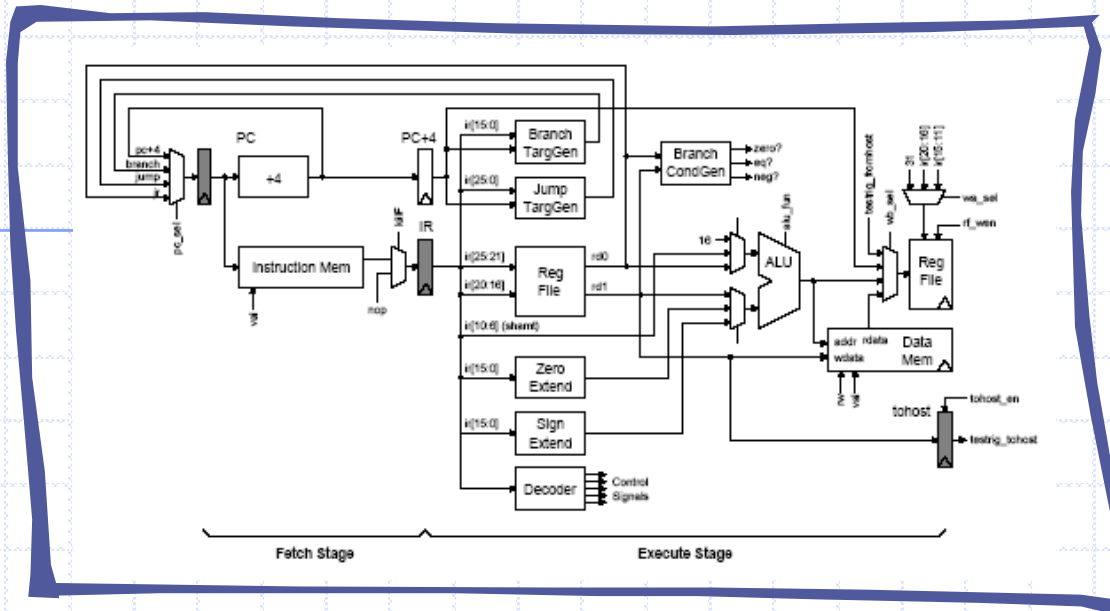 PC
PC+4
pc+4
branch
jump
jr
pc_sel
+4
Instruction Mem
val
nop
IR
ir[15:0]
Branch
TargGen
ir[25:0]
Jump
TargGen
ir[25:21]
ir[20:16]
Reg
File
rd0
rd1
ir[10:6] (shamt)
ir[15:0]
Zero
Extend
ir[15:0]
Sign
Extend
Decoder
Control
Signals
Branch
CondGen
zero?
eq?
neg?
16
ALU
alu_fun
testrig_fromhost
wb_sel
31
ir[20:16]
ir[15:11]
wa_sel
rf_wen
Reg
File
addr
rdata
wdata
Data
Mem
rw
val
tohost
tohost_en
testrig_tohost
Fetch Stage
Execute Stage